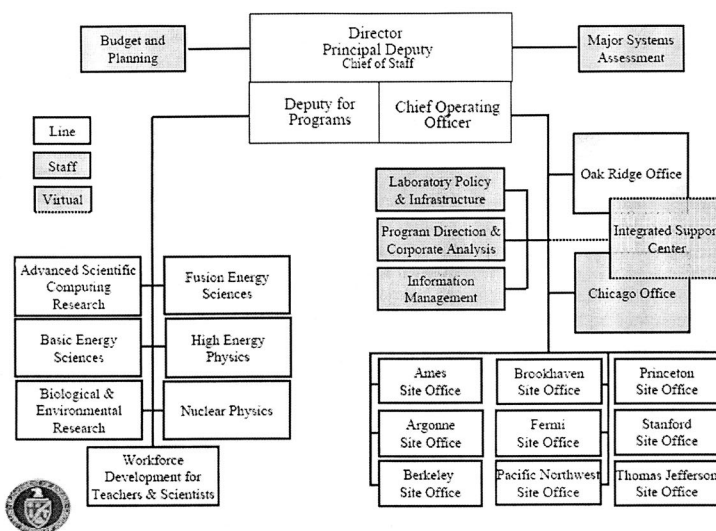 Budget and
Planning
Director
Principal Deputy
Chief of Staff
Major Systems
Assessment
Deputy for
Programs
Chief Operating
Officer
Line
Staff
Virtual
Laboratory Policy
& Infrastructure
Program Direction &
Corporate Analysis
Information
Management
Oak Ridge Office
Integrated Support
Center
Chicago Office
Advanced Scientific
Computing
Research
Fusion Energy
Sciences
Basic Energy
Sciences
High Energy
Physics
Biological &
Environmental
Research
Nuclear Physics
Workforce
Development for
Teachers & Scientists
Ames
Site Office
Brookhaven
Site Office
Princeton
Site Office
Argonne
Site Office
Fermi
Site Office
Stanford
Site Office
Berkeley
Site Office
Pacific Northwest
Site Office
Thomas Jefferson
Site Office